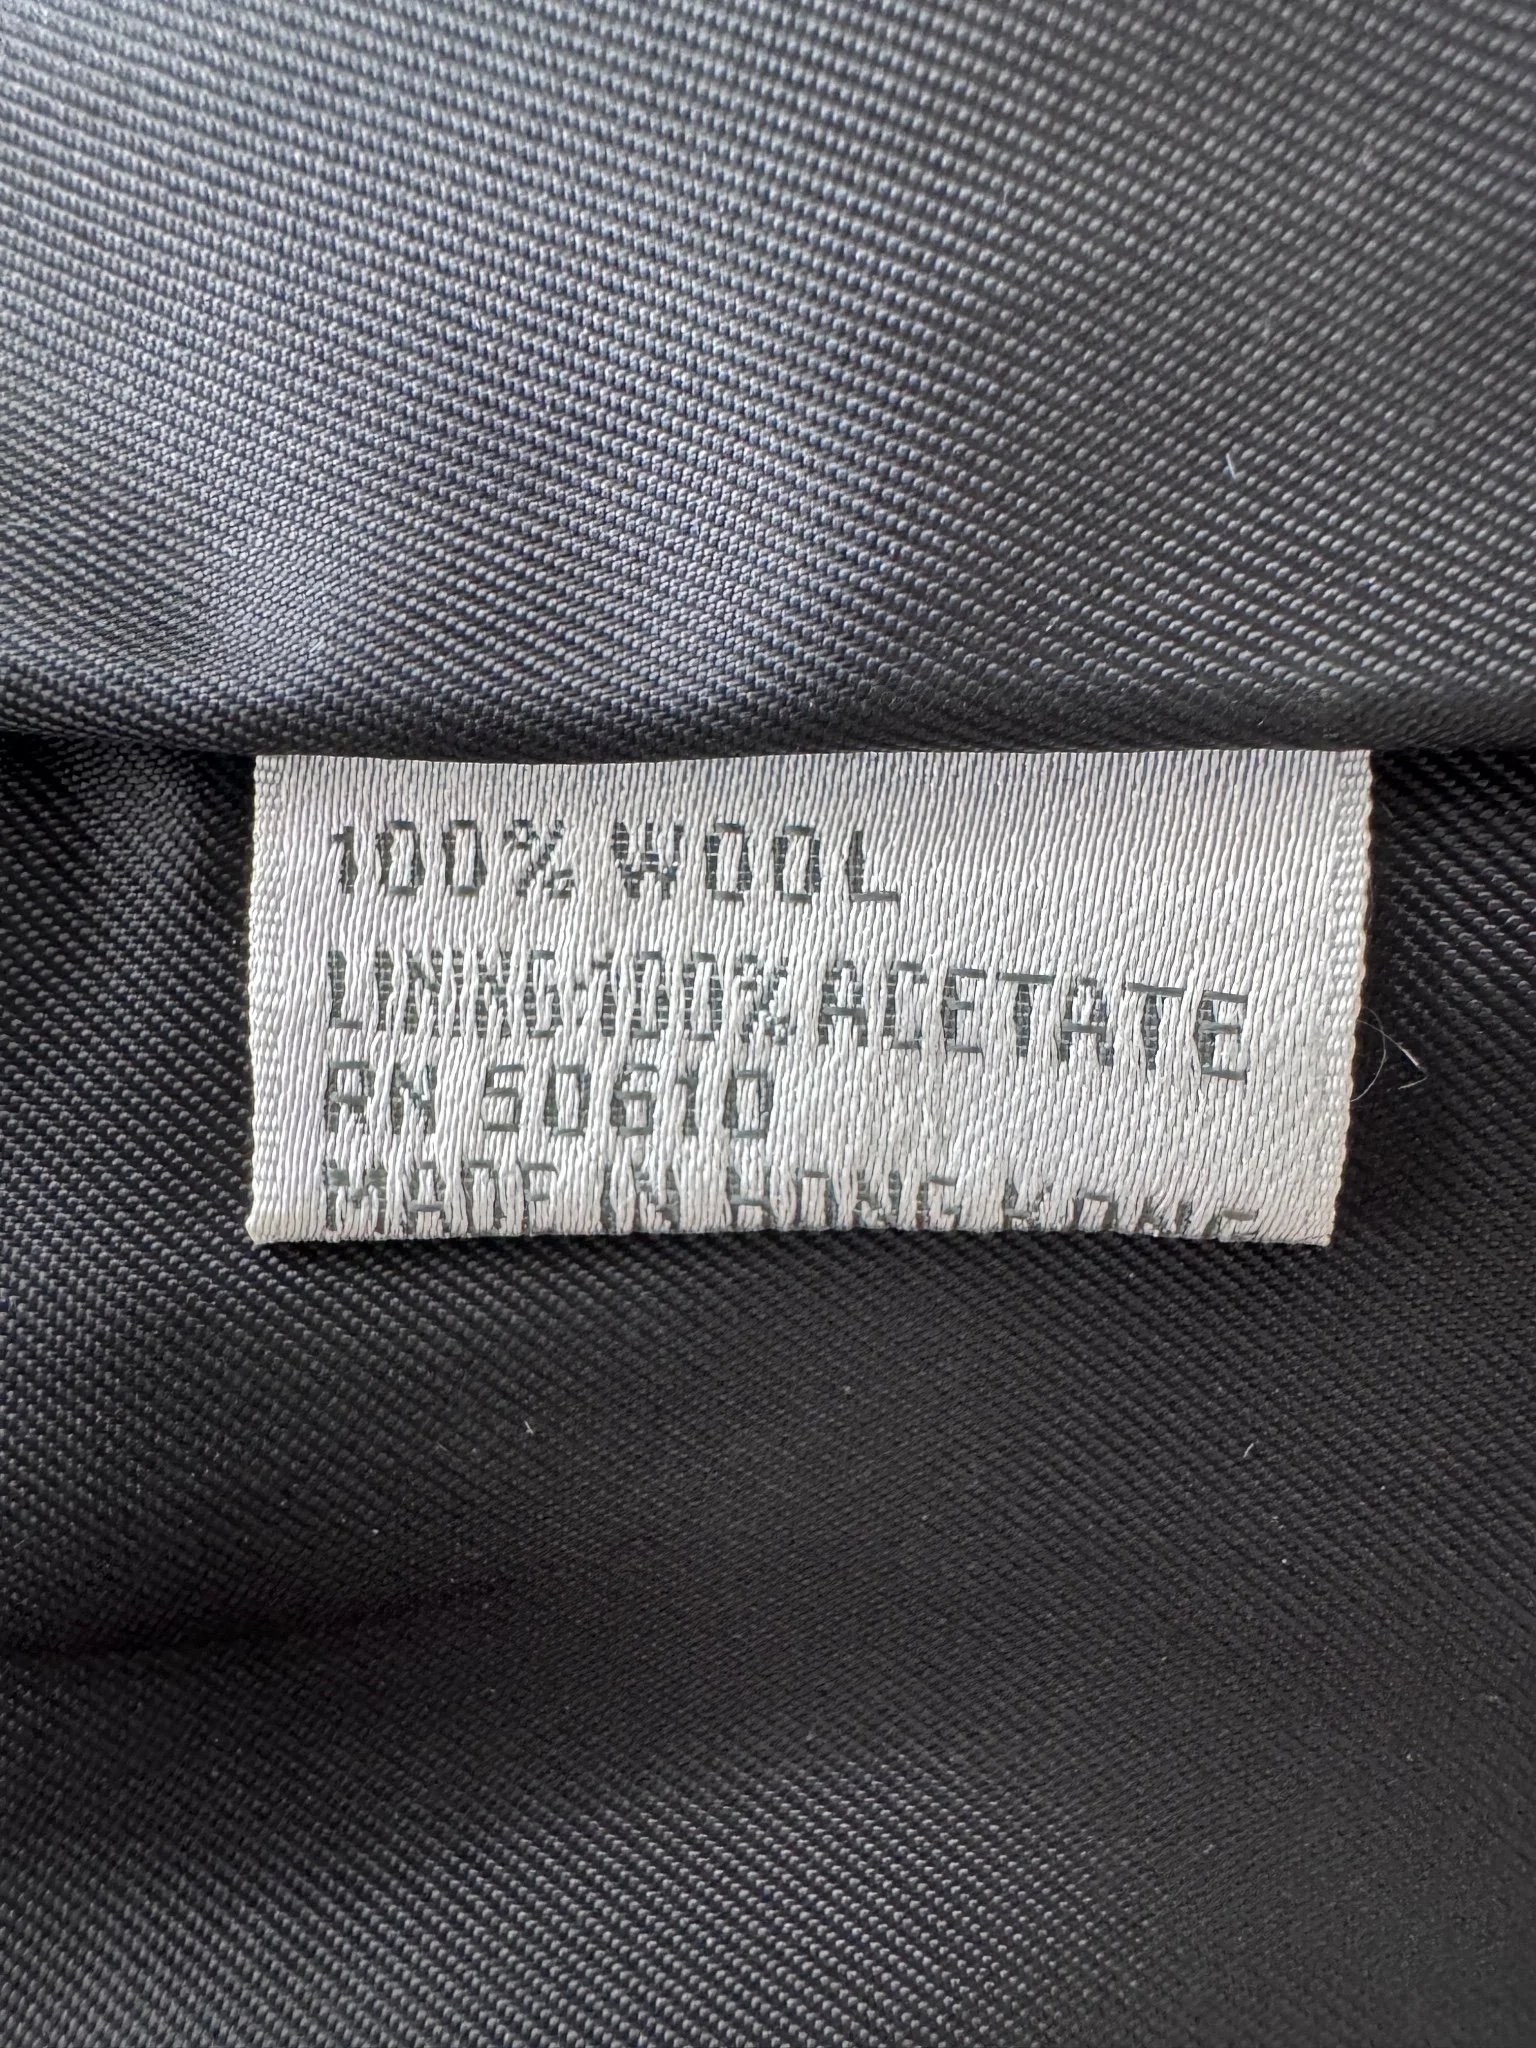 100% WOOL
LINING-100% ACETATE
RN 50610
MADE IN HONG KONG